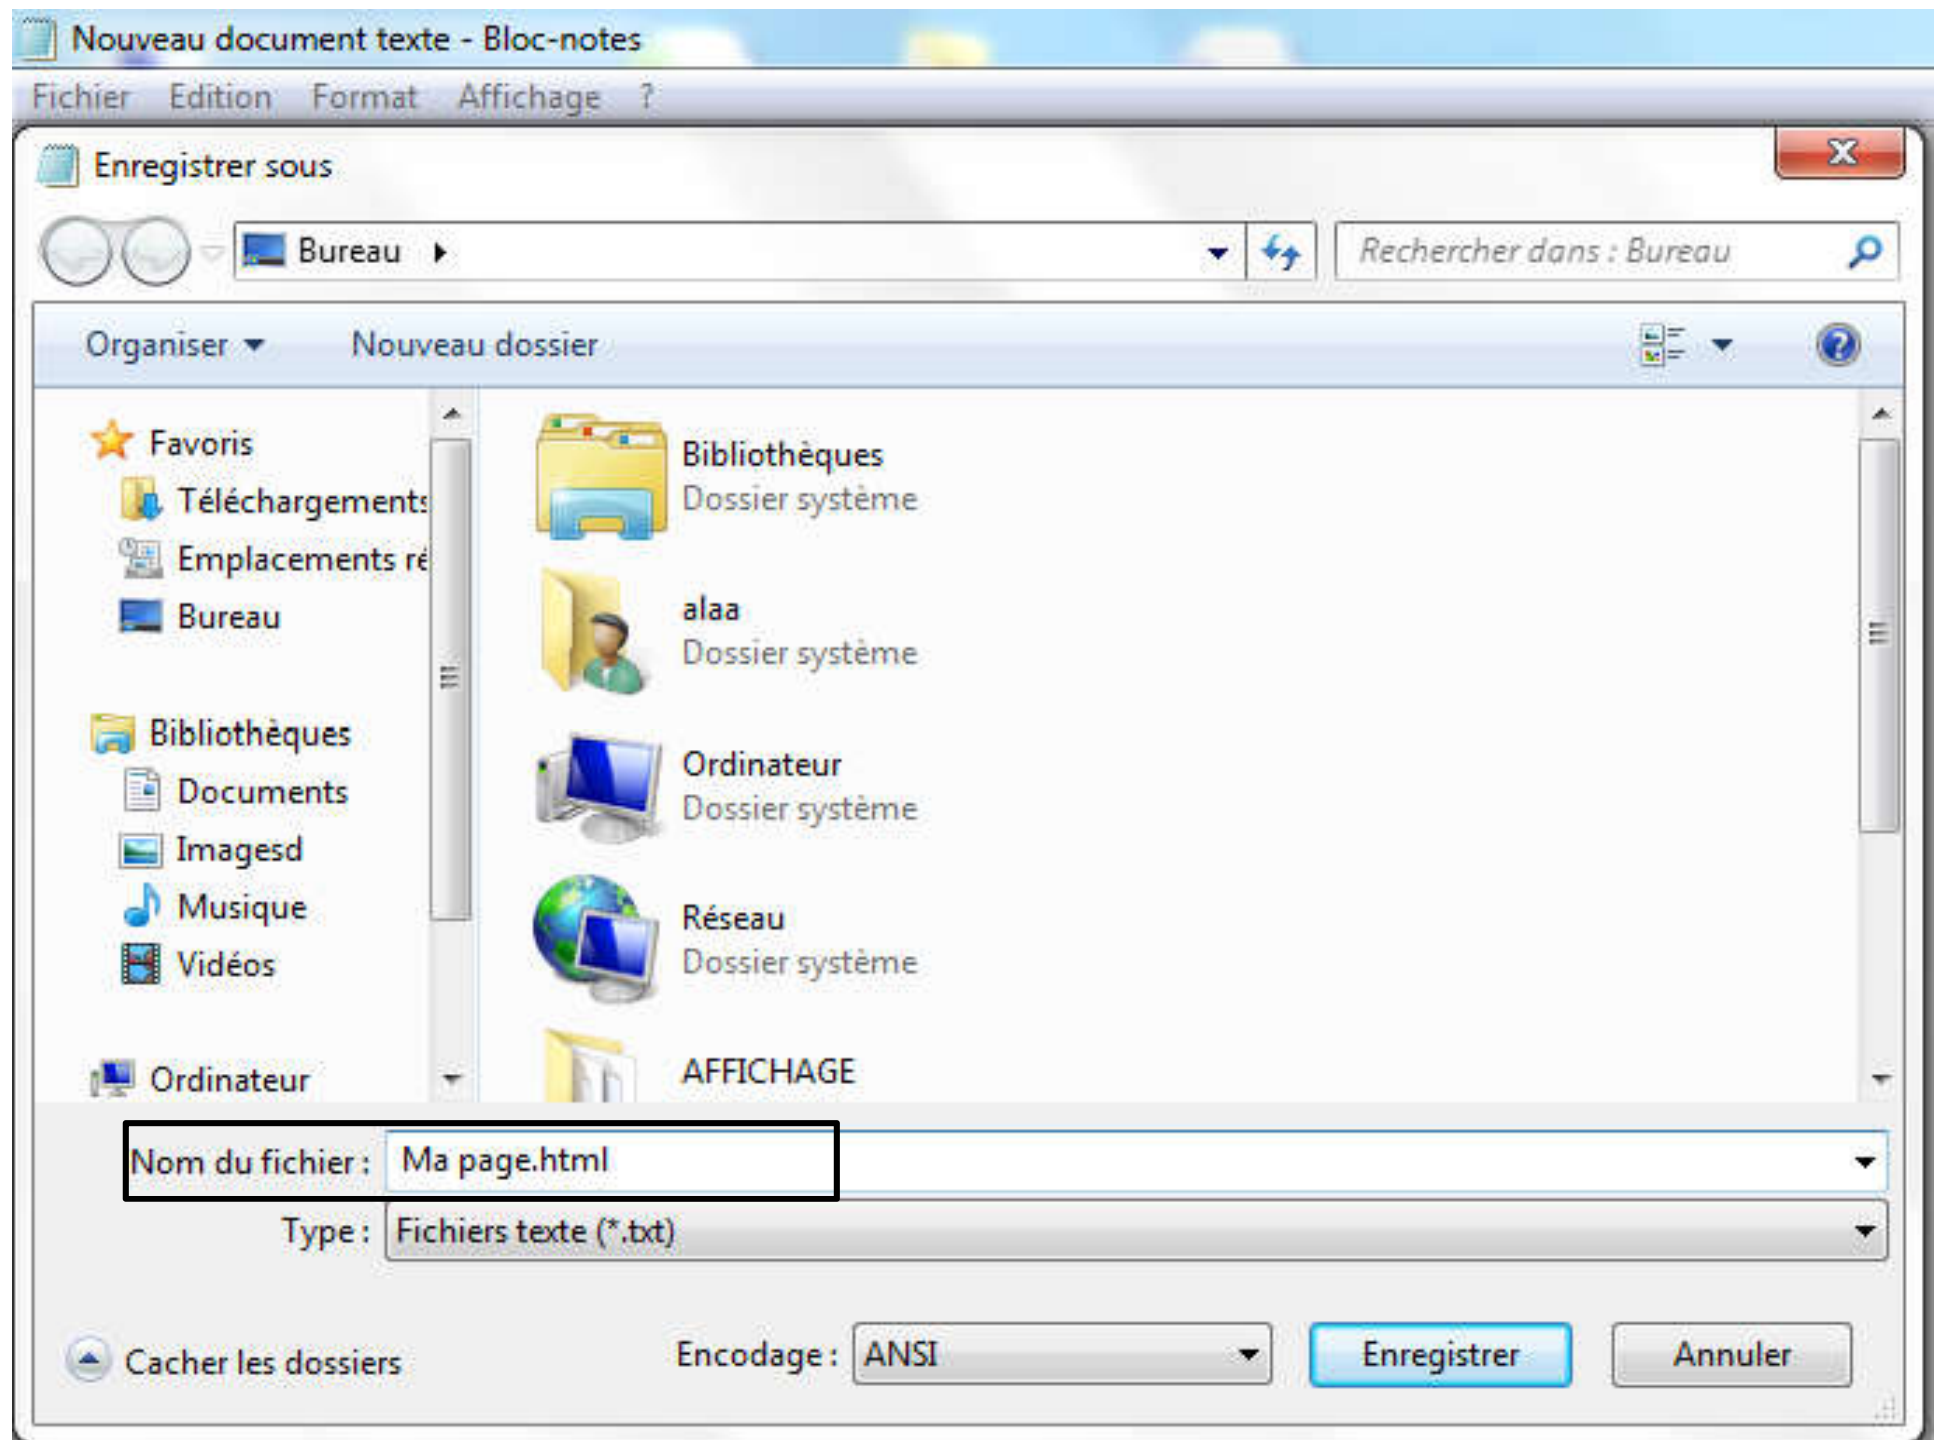 Nouveau document texte - Bloc-notes
Fichier Edition Format Affichage ?
Enregistrer sous
Bureau
Rechercher dans : Bureau
Organiser Nouveau dossier
Favoris
Téléchargements
Emplacements ré
Bureau
Bibliothèques
Documents
Imagesd
Musique
Vidéos
Ordinateur
Bibliothèques
Dossier système
alaa
Dossier système
Ordinateur
Dossier système
Réseau
Dossier système
AFFICHAGE
Nom du fichier : Ma page.html
Type : Fichiers texte (*.txt)
Cacher les dossiers
Encodage : ANSI
Enregistrer
Annuler